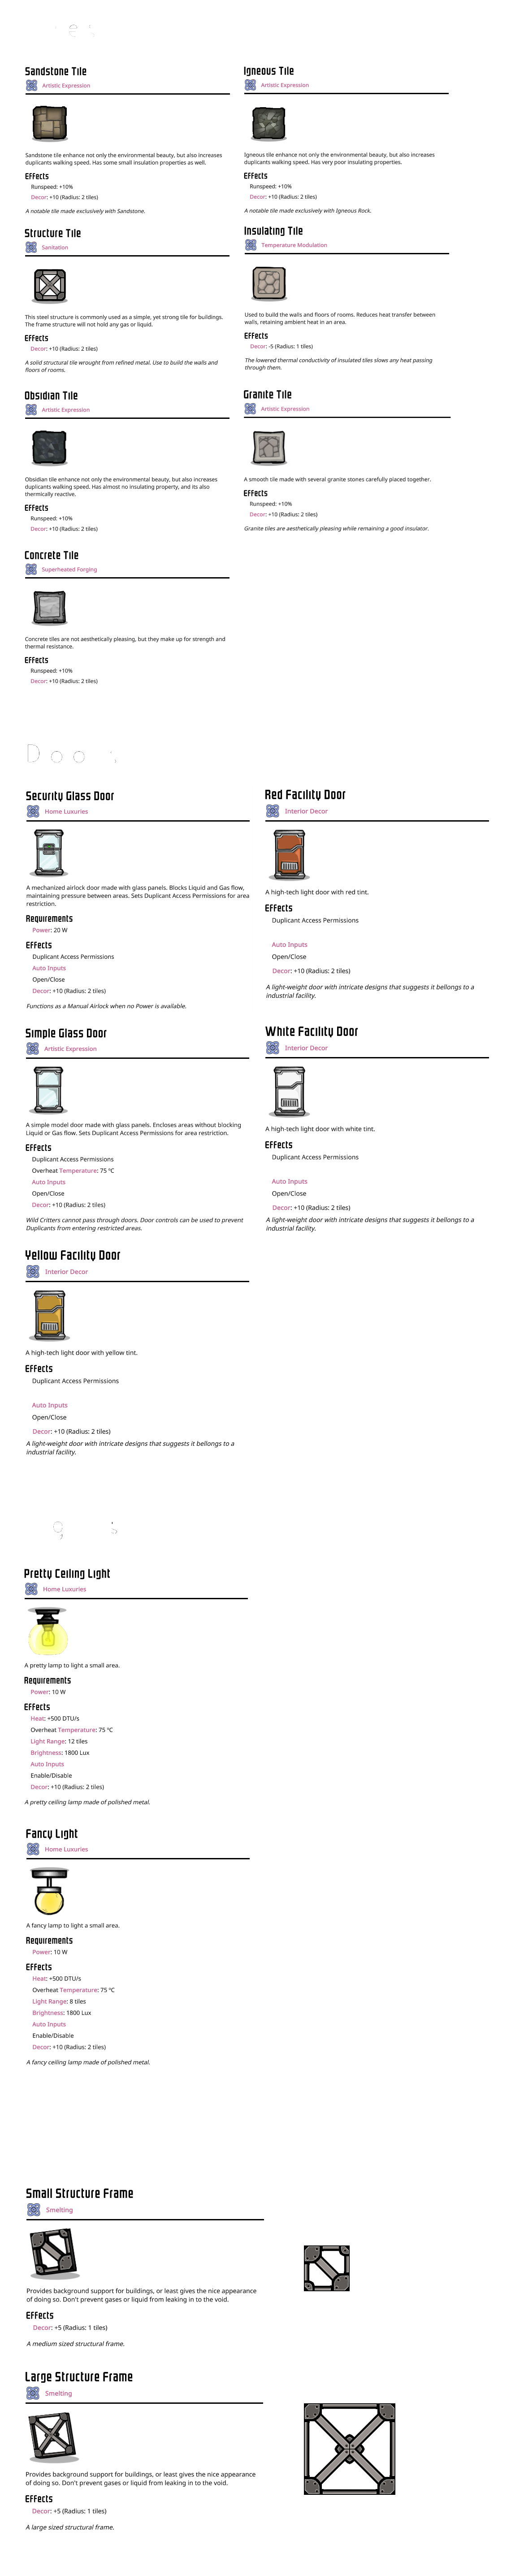 Sandstone Tile
Artistic Expression
Sandstone tile enhance not only the environmental beauty, but also increases
duplicants walking speed. Has some small insulation properties as well.
Effects
Runspeed: +10%
Decor: +10 (Radius: 2 tiles)
A notable tile made exclusively with Sandstone.
Igneous Tile
Artistic Expression
Igneous tile enhance not only the environmental beauty, but also increases
duplicants walking speed. Has very poor insulating properties.
Effects
Runspeed: +10%
Decor: +10 (Radius: 2 tiles)
A notable tile made exclusively with Igneous Rock.
Structure Tile
Sanitation
This steel structure is commonly used as a simple, yet strong tile for buildings.
The frame structure will not hold any gas or liquid.
Effects
Decor: +10 (Radius: 2 tiles)
A solid structural tile wrought from refined metal. Use to build the walls and
floors of rooms.
Insulating Tile
Temperature Modulation
Used to build the walls and floors of rooms. Reduces heat transfer between
walls, retaining ambient heat in an area.
Effects
Decor: -5 (Radius: 1 tiles)
The lowered thermal conductivity of insulated tiles slows any heat passing
through them.
Obsidian Tile
Artistic Expression
Obsidian tile enhance not only the environmental beauty, but also increases
duplicants walking speed. Has almost no insulating property, and its also
thermically reactive.
Effects
Runspeed: +10%
Decor: +10 (Radius: 2 tiles)
Granite Tile
Artistic Expression
A smooth tile made with several granite stones carefully placed together.
Effects
Runspeed: +10%
Decor: +10 (Radius: 2 tiles)
Granite tiles are aesthetically pleasing while remaining a good insulator.
Concrete Tile
Superheated Forging
Concrete tiles are not aesthetically pleasing, but they make up for strength and
thermal resistance.
Effects
Runspeed: +10%
Decor: +10 (Radius: 2 tiles)
Security Glass Door
Home Luxuries
A mechanized airlock door made with glass panels. Blocks Liquid and Gas flow,
maintaining pressure between areas. Sets Duplicant Access Permissions for area
restriction.
Requirements
Power: 20 W
Effects
Duplicant Access Permissions
Auto Inputs
Open/Close
Decor: +10 (Radius: 2 tiles)
Functions as a Manual Airlock when no Power is available.
Red Facility Door
Interior Decor
A high-tech light door with red tint.
Effects
Duplicant Access Permissions
Auto Inputs
Open/Close
Decor: +10 (Radius: 2 tiles)
A light-weight door with intricate designs that suggests it belongs to a
industrial facility.
Simple Glass Door
Artistic Expression
A simple model door made with glass panels. Encloses areas without blocking
Liquid or Gas flow. Sets Duplicant Access Permissions for area restriction.
Effects
Duplicant Access Permissions
Overheat Temperature: 75 °C
Auto Inputs
Open/Close
Decor: +10 (Radius: 2 tiles)
Wild Critters cannot pass through doors. Door controls can be used to prevent
Duplicants from entering restricted areas.
White Facility Door
Interior Decor
A high-tech light door with white tint.
Effects
Duplicant Access Permissions
Auto Inputs
Open/Close
Decor: +10 (Radius: 2 tiles)
A light-weight door with intricate designs that suggests it belongs to a
industrial facility.
Yellow Facility Door
Interior Decor
A high-tech light door with yellow tint.
Effects
Duplicant Access Permissions
Auto Inputs
Open/Close
Decor: +10 (Radius: 2 tiles)
A light-weight door with intricate designs that suggests it belongs to a
industrial facility.
Pretty Ceiling Light
Home Luxuries
A pretty lamp to light a small area.
Requirements
Power: 10 W
Effects
Heat: +500 DTU/s
Overheat Temperature: 75 °C
Light Range: 12 tiles
Brightness: 1800 Lux
Auto Inputs
Enable/Disable
Decor: +10 (Radius: 2 tiles)
A pretty ceiling lamp made of polished metal.
Fancy Light
Home Luxuries
A fancy lamp to light a small area.
Requirements
Power: 10 W
Effects
Heat: +500 DTU/s
Overheat Temperature: 75 °C
Light Range: 8 tiles
Brightness: 1800 Lux
Auto Inputs
Enable/Disable
Decor: +10 (Radius: 2 tiles)
A fancy ceiling lamp made of polished metal.
Small Structure Frame
Smelting
Provides background support for buildings, or least gives the nice appearance
of doing so. Don't prevent gases or liquid from leaking in to the void.
Effects
Decor: +5 (Radius: 1 tiles)
A medium sized structural frame.
Large Structure Frame
Smelting
Provides background support for buildings, or least gives the nice appearance
of doing so. Don't prevent gases or liquid from leaking in to the void.
Effects
Decor: +5 (Radius: 1 tiles)
A large sized structural frame.